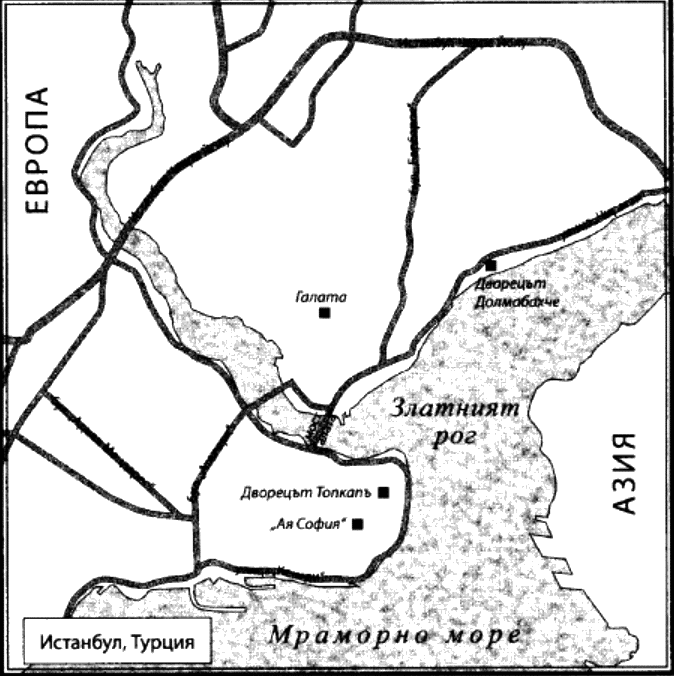 ЕВРОПА
Галата
Дворецът
Долмабахче
Златният
рог
АЗИЯ
Дворецът Топкапъ
„Ая София“
Мраморно море
Истанбул, Турция